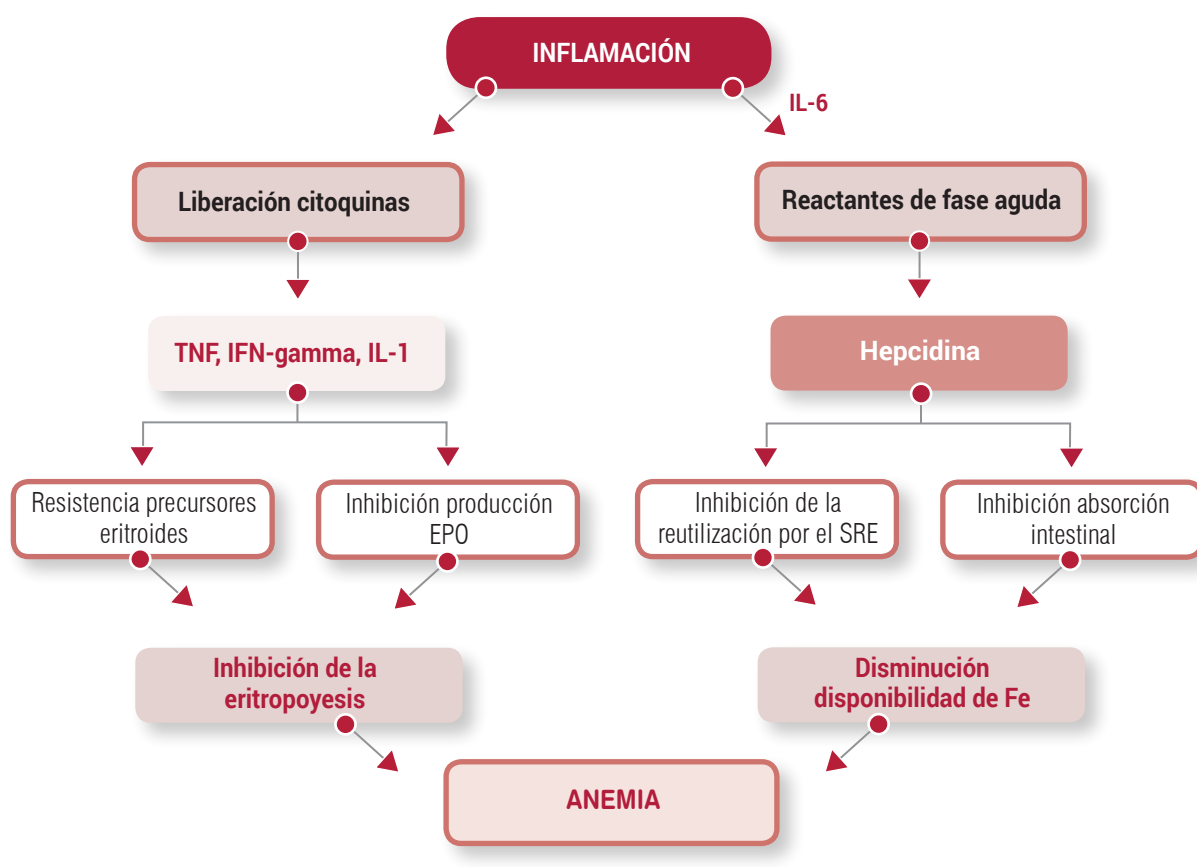 INFLAMACIÓN
IL-6
Liberación citoquinas
Reactantes de fase aguda
TNF, IFN-gamma, IL-1
Hepcidina
Resistencia precursores
eritroides
Inhibición producción
EPO
Inhibición de la
reutilización por el SRE
Inhibición absorción
intestinal
Inhibición de la
eritropoyesis
Disminución
disponibilidad de Fe
ANEMIA